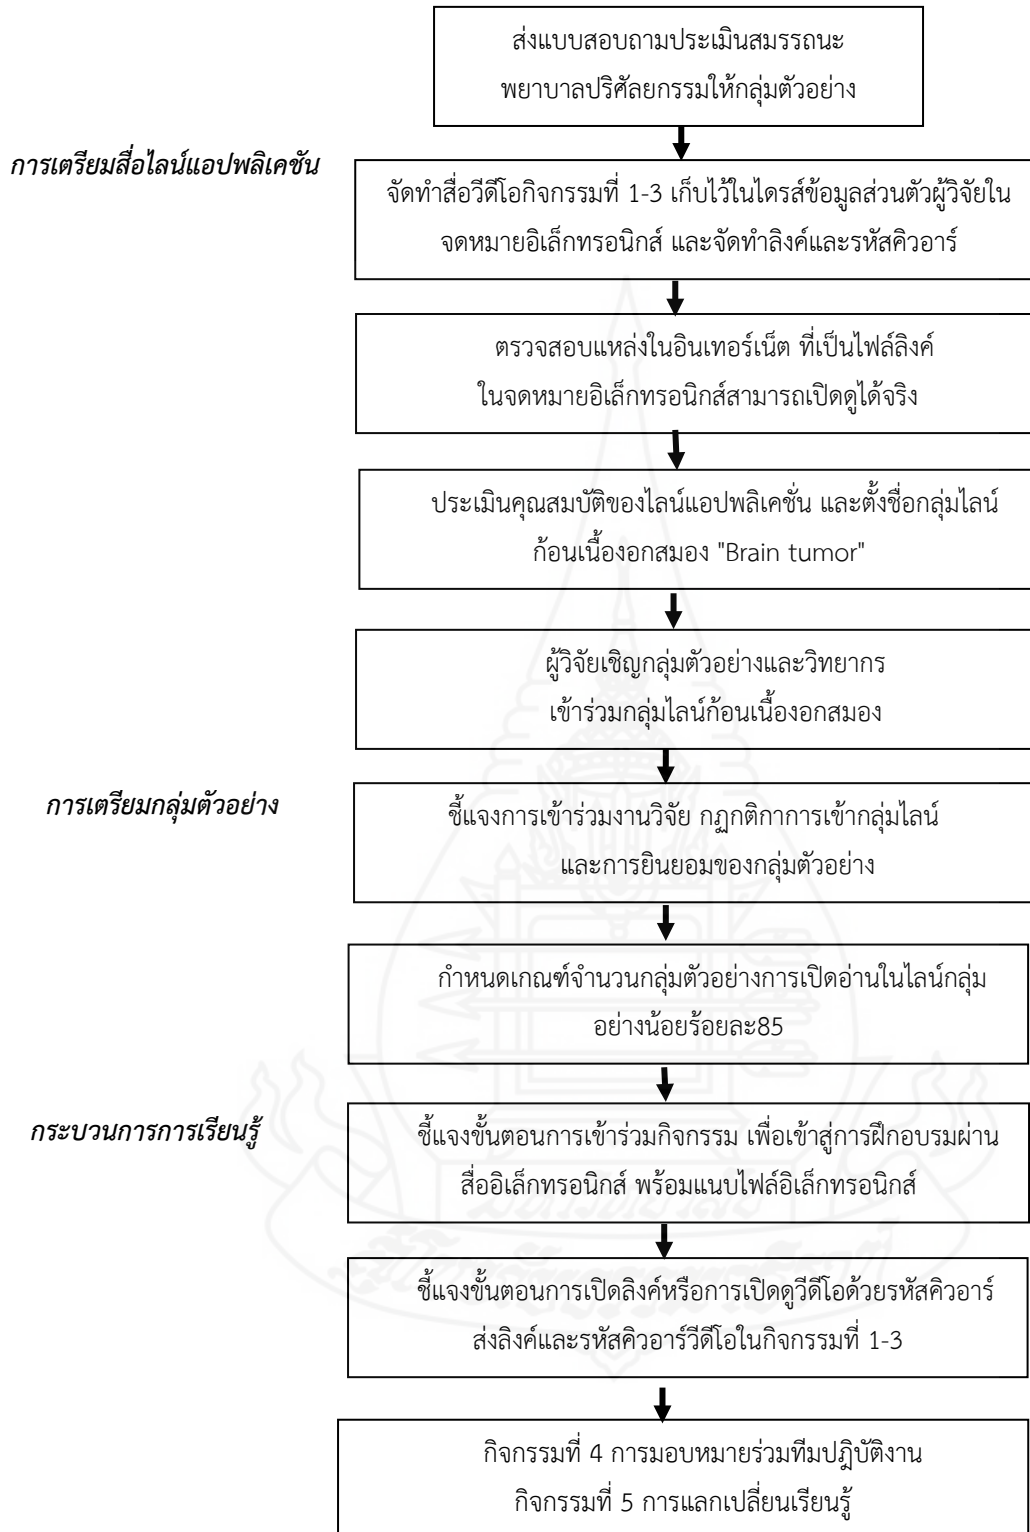 ส่งแบบสอบถามประเมินสมรรถนะ
พยาบาลปริศัลยกรรมให้กลุ่มตัวอย่าง
การเตรียมสื่อไลน์แอปพลิเคชัน
จัดทำสื่อวีดีโอกิจกรรมที่ 1-3 เก็บไว้ในไดรส์ข้อมูลส่วนตัวผู้วิจัยใน
จดหมายอิเล็กทรอนิกส์ และจัดทำลิงค์และรหัสคิวอาร์
ตรวจสอบแหล่งในอินเทอร์เน็ต ที่เป็นไฟล์ลิงค์
ในจดหมายอิเล็กทรอนิกส์สามารถเปิดดูได้จริง
ประเมินคุณสมบัติของไลน์แอปพลิเคชั่น และตั้งชื่อกลุ่มไลน์
ก้อนเนื้องอกสมอง "Brain tumor"
ผู้วิจัยเชิญกลุ่มตัวอย่างและวิทยากร
เข้าร่วมกลุ่มไลน์ก้อนเนื้องอกสมอง
การเตรียมกลุ่มตัวอย่าง
ชี้แจงการเข้าร่วมงานวิจัย กฏกติกาการเข้ากลุ่มไลน์
และการยินยอมของกลุ่มตัวอย่าง
กำหนดเกณฑ์จำนวนกลุ่มตัวอย่างการเปิดอ่านในไลน์กลุ่ม
อย่างน้อยร้อยละ85
กระบวนการการเรียนรู้
ชี้แจงขั้นตอนการเข้าร่วมกิจกรรม เพื่อเข้าสู่การฝึกอบรมผ่าน
สื่ออิเล็กทรอนิกส์ พร้อมแนบไฟล์อิเล็กทรอนิกส์
ชี้แจงขั้นตอนการเปิดลิงค์หรือการเปิดดูวีดีโอด้วยรหัสคิวอาร์
ส่งลิงค์และรหัสคิวอาร์วีดีโอในกิจกรรมที่ 1-3
กิจกรรมที่ 4 การมอบหมายร่วมทีมปฎิบัติงาน
กิจกรรมที่ 5 การแลกเปลี่ยนเรียนรู้